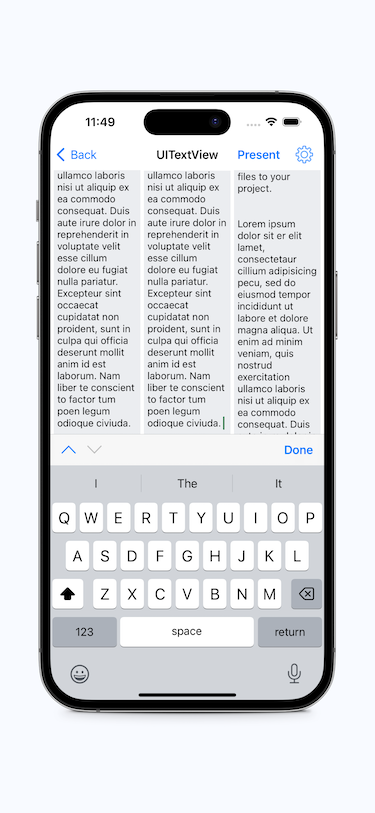 11:49
Back
UITextView
Present
ullamco laboris
nisi ut aliquip ex
ea commodo
consequat. Duis
aute irure dolor in
reprehenderit in
voluptate velit
esse cillum
dolore eu fugiat
nulla pariatur.
Excepteur sint
occaecat
cupidatat non
proident, sunt in
culpa qui officia
deserunt mollit
anim id est
laborum. Nam
liber te conscient
to factor tum
poen legum
odioque civiuda.
ullamco laboris
nisi ut aliquip ex
ea commodo
consequat. Duis
aute irure dolor in
reprehenderit in
voluptate velit
esse cillum
dolore eu fugiat
nulla pariatur.
Excepteur sint
occaecat
cupidatat non
proident, sunt in
culpa qui officia
deserunt mollit
anim id est
laborum. Nam
liber te conscient
to factor tum
poen legum
odioque civiuda.
files to your
project.
Lorem ipsum
dolor sit er elit
lamet,
consectetaur
cillium adipisicing
pecu, sed do
eiusmod tempor
incididunt ut
labore et dolore
magna aliqua. Ut
enim ad minim
veniam, quis
nostrud
exercitation
ullamco laboris
nisi ut aliquip ex
ea commodo
consequat. Duis
Done
I
The
It
Q W E R T Y U I O P
A S D F G H J K L
Z X C V B N M
123
space
return